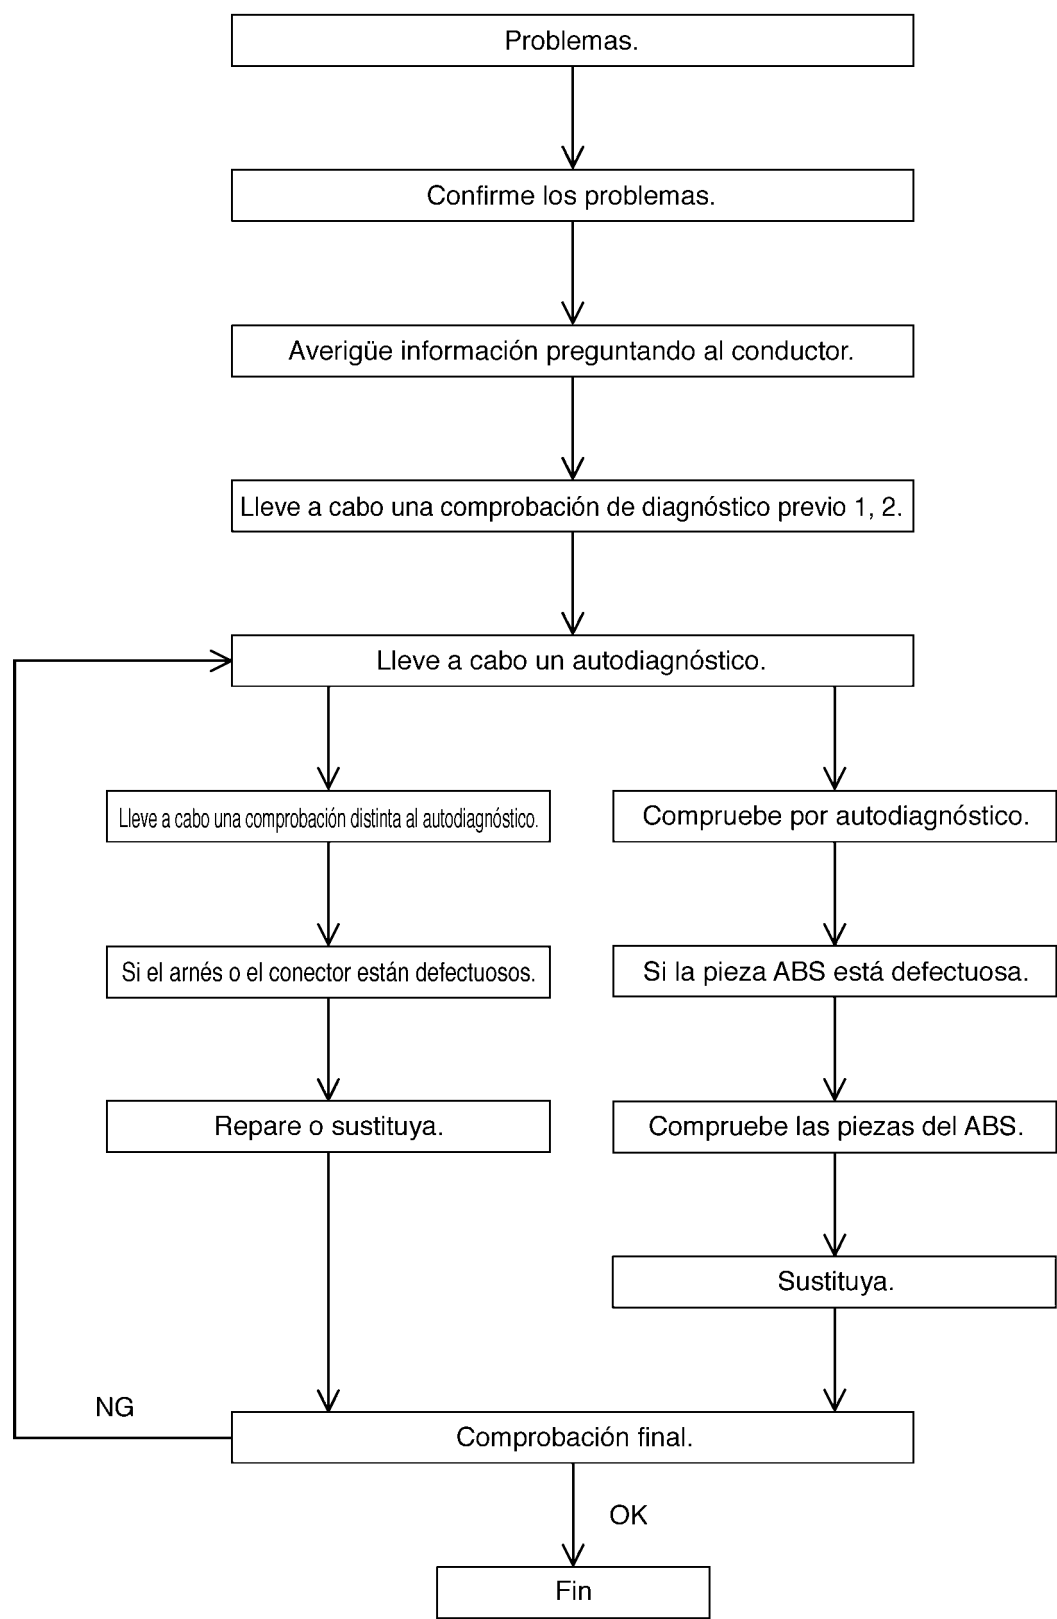 Problemas.
Confirme los problemas.
Averigüe información preguntando al conductor.
Lleve a cabo una comprobación de diagnóstico previo 1, 2.
Lleve a cabo un autodiagnóstico.
Lleve a cabo una comprobación distinta al autodiagnóstico.
Compruebe por autodiagnóstico.
Si el arnés o el conector están defectuosos.
Si la pieza ABS está defectuosa.
Repare o sustituya.
Compruebe las piezas del ABS.
Sustituya.
NG
Comprobación final.
OK
Fin